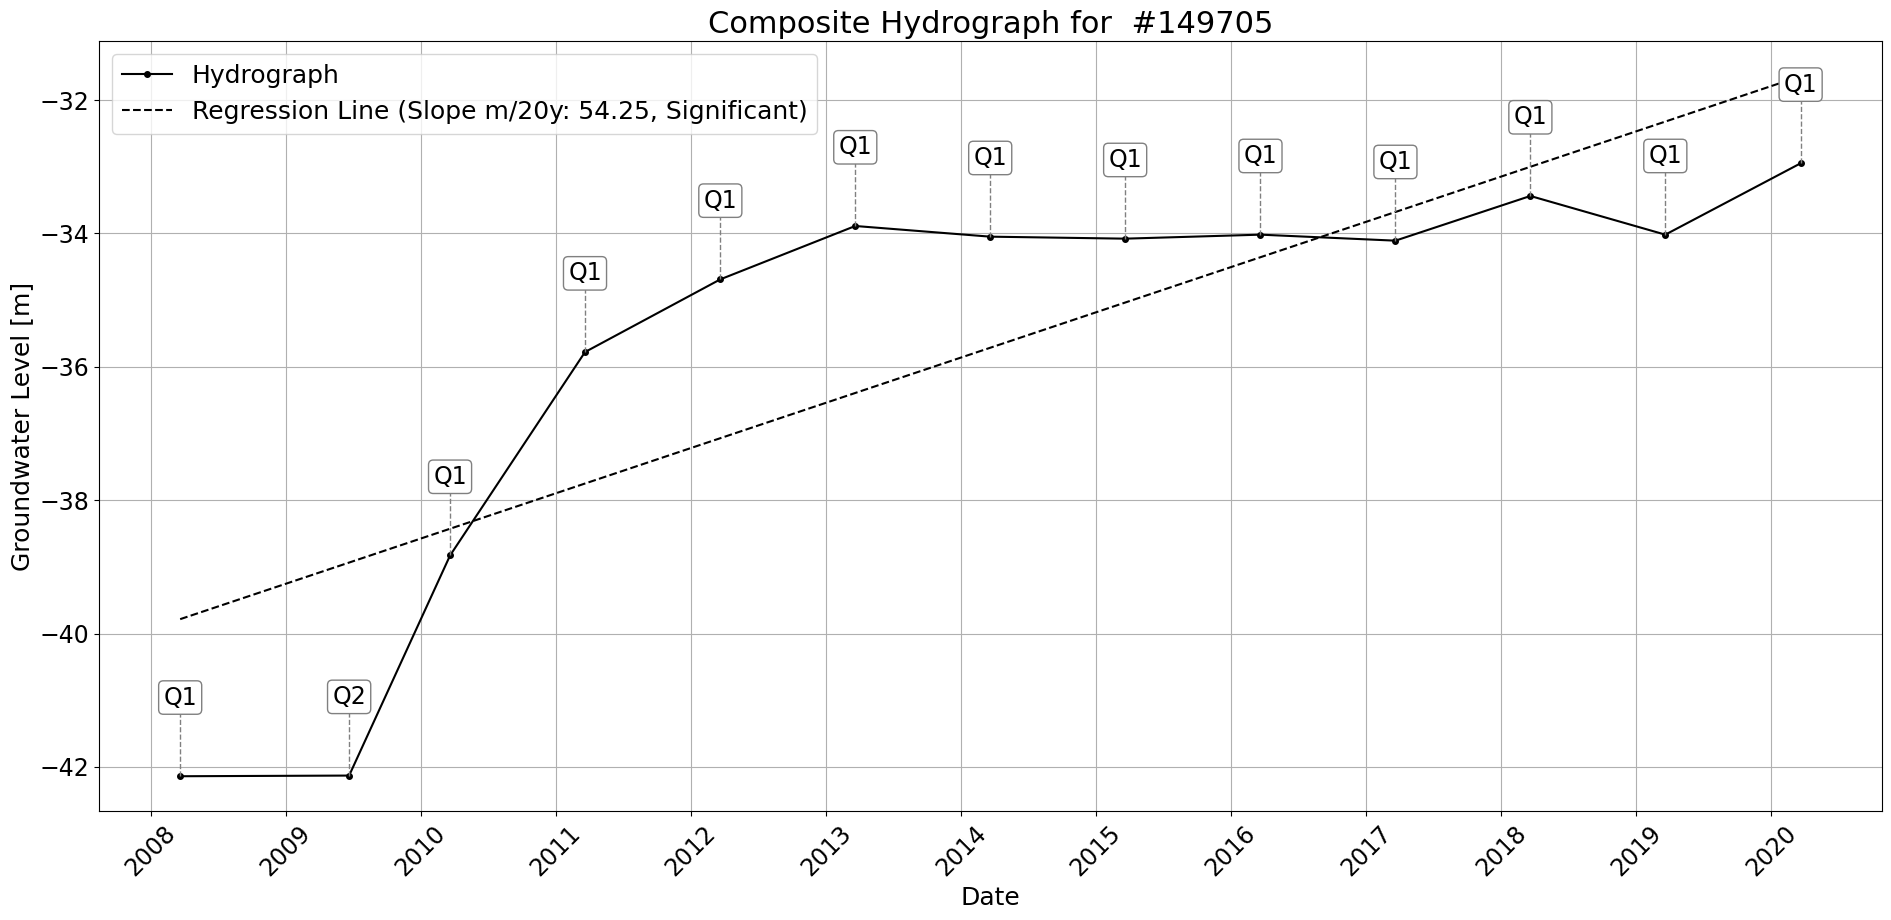 Composite Hydrograph for  #149705
Hydrograph
Regression Line (Slope m/20y: 54.25, Significant)
Groundwater Level [m]
−32
−34
−36
−38
−40
−42
Q1
Q2
Q1
Q1
Q1
Q1
Q1
Q1
Q1
Q1
Q1
Q1
Q1
2008
2009
2010
2011
2012
2013
2014
2015
2016
2017
2018
2019
2020
Date